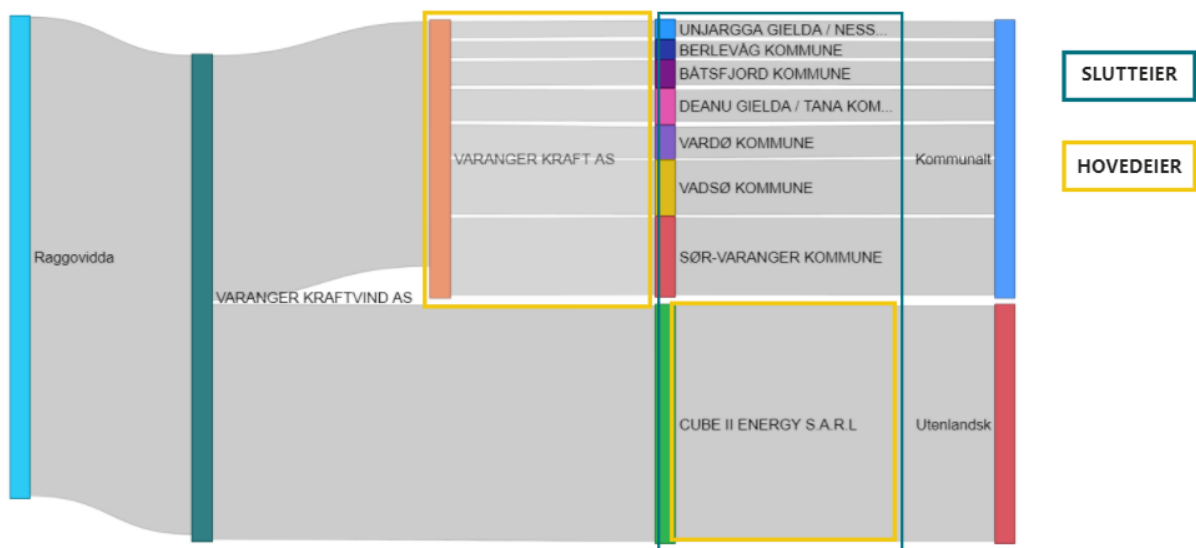 Raggovidda
VARANGER KRAFTVIND AS
VARANGER KRAFT AS
UNJARGGA GIELDA / NESS...
BERLEVÅG KOMMUNE
BÅTSFJORD KOMMUNE
DEANU GIELDA / TANA KOM...
VARDØ KOMMUNE
VADSØ KOMMUNE
SØR-VARANGER KOMMUNE
CUBE II ENERGY S.A.R.L
Kommunalt
Utenlandsk
SLUTTEIER
HOVEDEIER